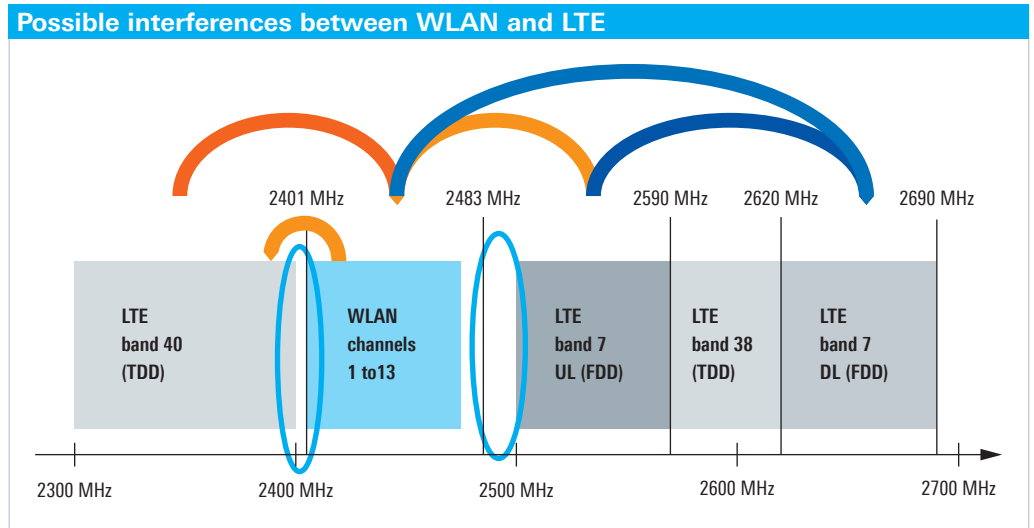 Possible interferences between WLAN and LTE
2401 MHz
2483 MHz
2590 MHz
2620 MHz
2690 MHz
LTE
band 40
(TDD)
WLAN
channels
1 to13
LTE
band 7
UL (FDD)
LTE
band 38
(TDD)
LTE
band 7
DL (FDD)
2300 MHz
2400 MHz
2500 MHz
2600 MHz
2700 MHz